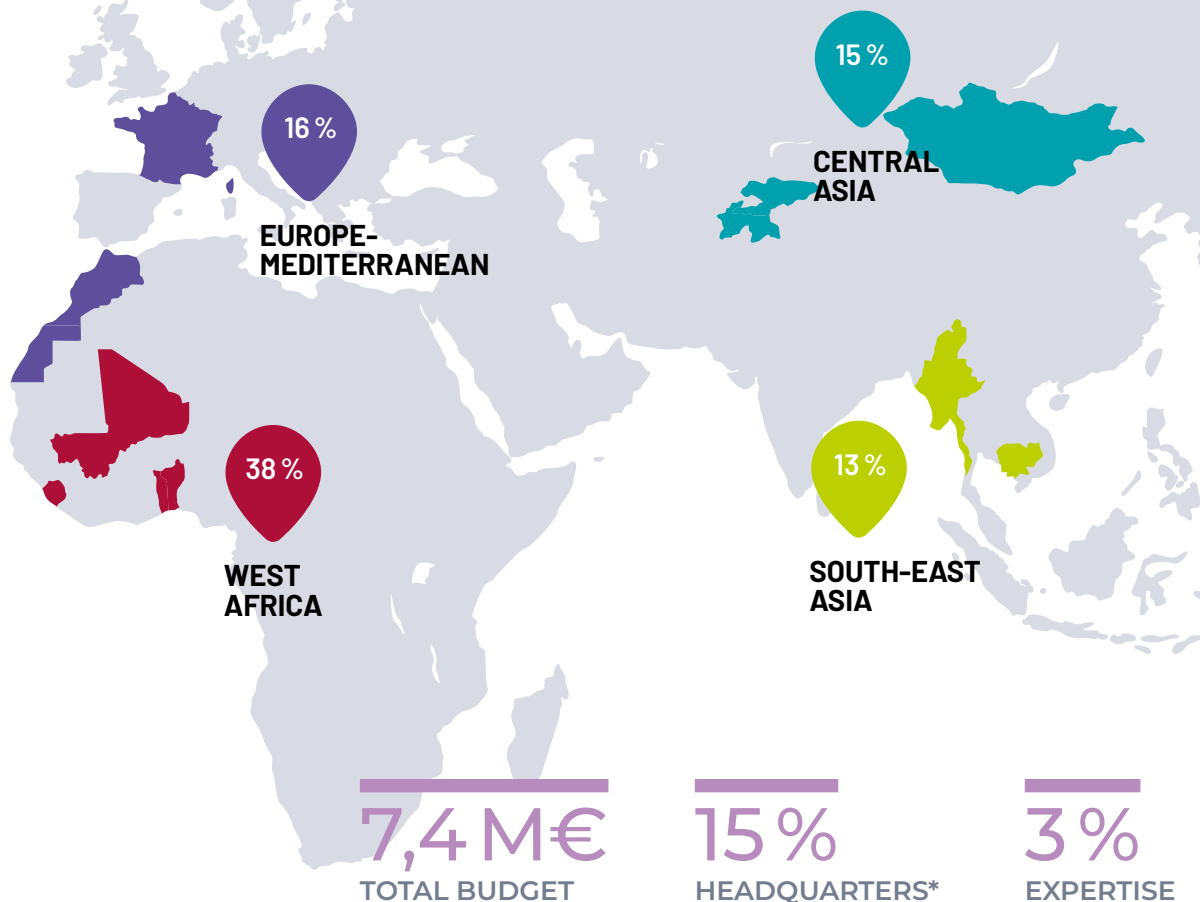 15 %
16 %
CENTRAL
ASIA
EUROPE-
MEDITERRANEAN
38 %
13 %
WEST
AFRICA
SOUTH-EAST
ASIA
7,4 M€
TOTAL BUDGET
15 %
HEADQUARTERS*
3 %
EXPERTISE